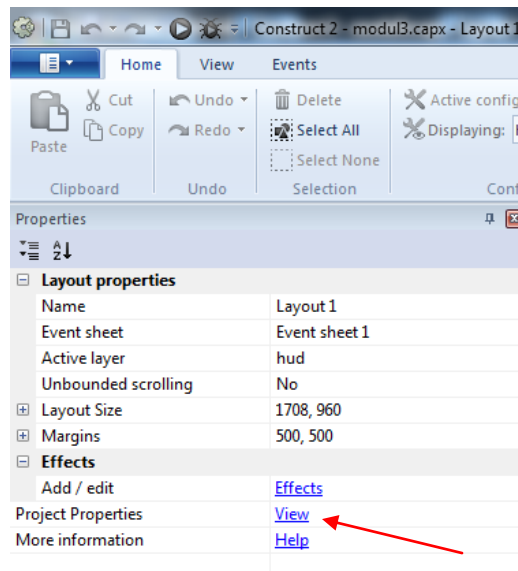 Construct 2 - modul3.capx - Layout 1
Home View Events
Paste Cut Copy Undo Redo Delete Select All Select None Active config Displaying:
Clipboard Undo Selection Conf
Properties
Layout properties
Name Layout 1
Event sheet Event sheet 1
Active layer hud
Unbounded scrolling No
Layout Size 1708, 960
Margins 500, 500
Effects
Add / edit Effects
Project Properties View
More information Help